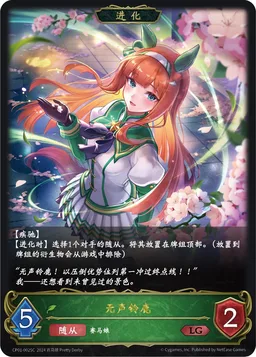 进化
【疾驰】
【进化时】选择1个对手的随从。将其放置在牌组顶部。（放置到
牌组的衍生物会从游戏中排除）
“无声铃鹿！以压倒优势位列第一冲过终点线！！”
我——还想看到未曾见过的景色。
无声铃鹿
5
随从
赛马娘
LG
2